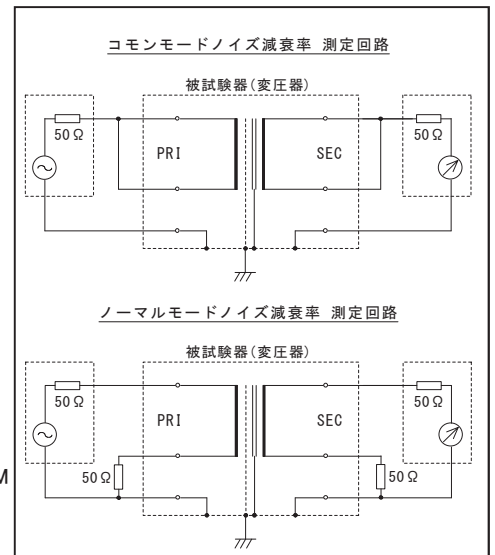 コモンモードノイズ減衰率 測定回路
被試験器(変圧器)
50Ω
PRI
SEC
50Ω
ノーマルモードノイズ減衰率 測定回路
被試験器(変圧器)
50Ω
PRI
SEC
50Ω
50Ω
50Ω
M